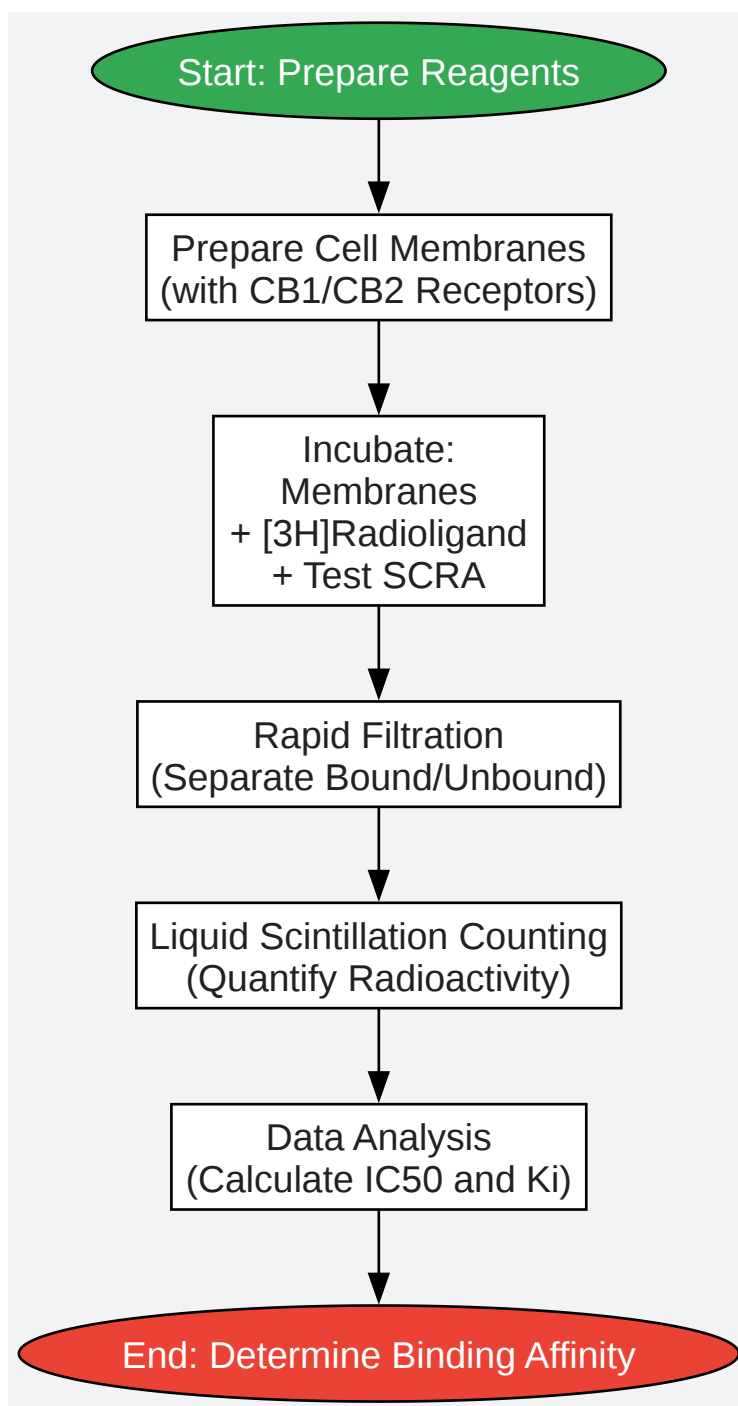 Start: Prepare Reagents
Prepare Cell Membranes
(with CB1/CB2 Receptors)
Incubate:
Membranes
+ [3H]Radioligand
+ Test SCRA
Rapid Filtration
(Separate Bound/Unbound)
Liquid Scintillation Counting
(Quantify Radioactivity)
Data Analysis
(Calculate IC50 and Ki)
End: Determine Binding Affinity